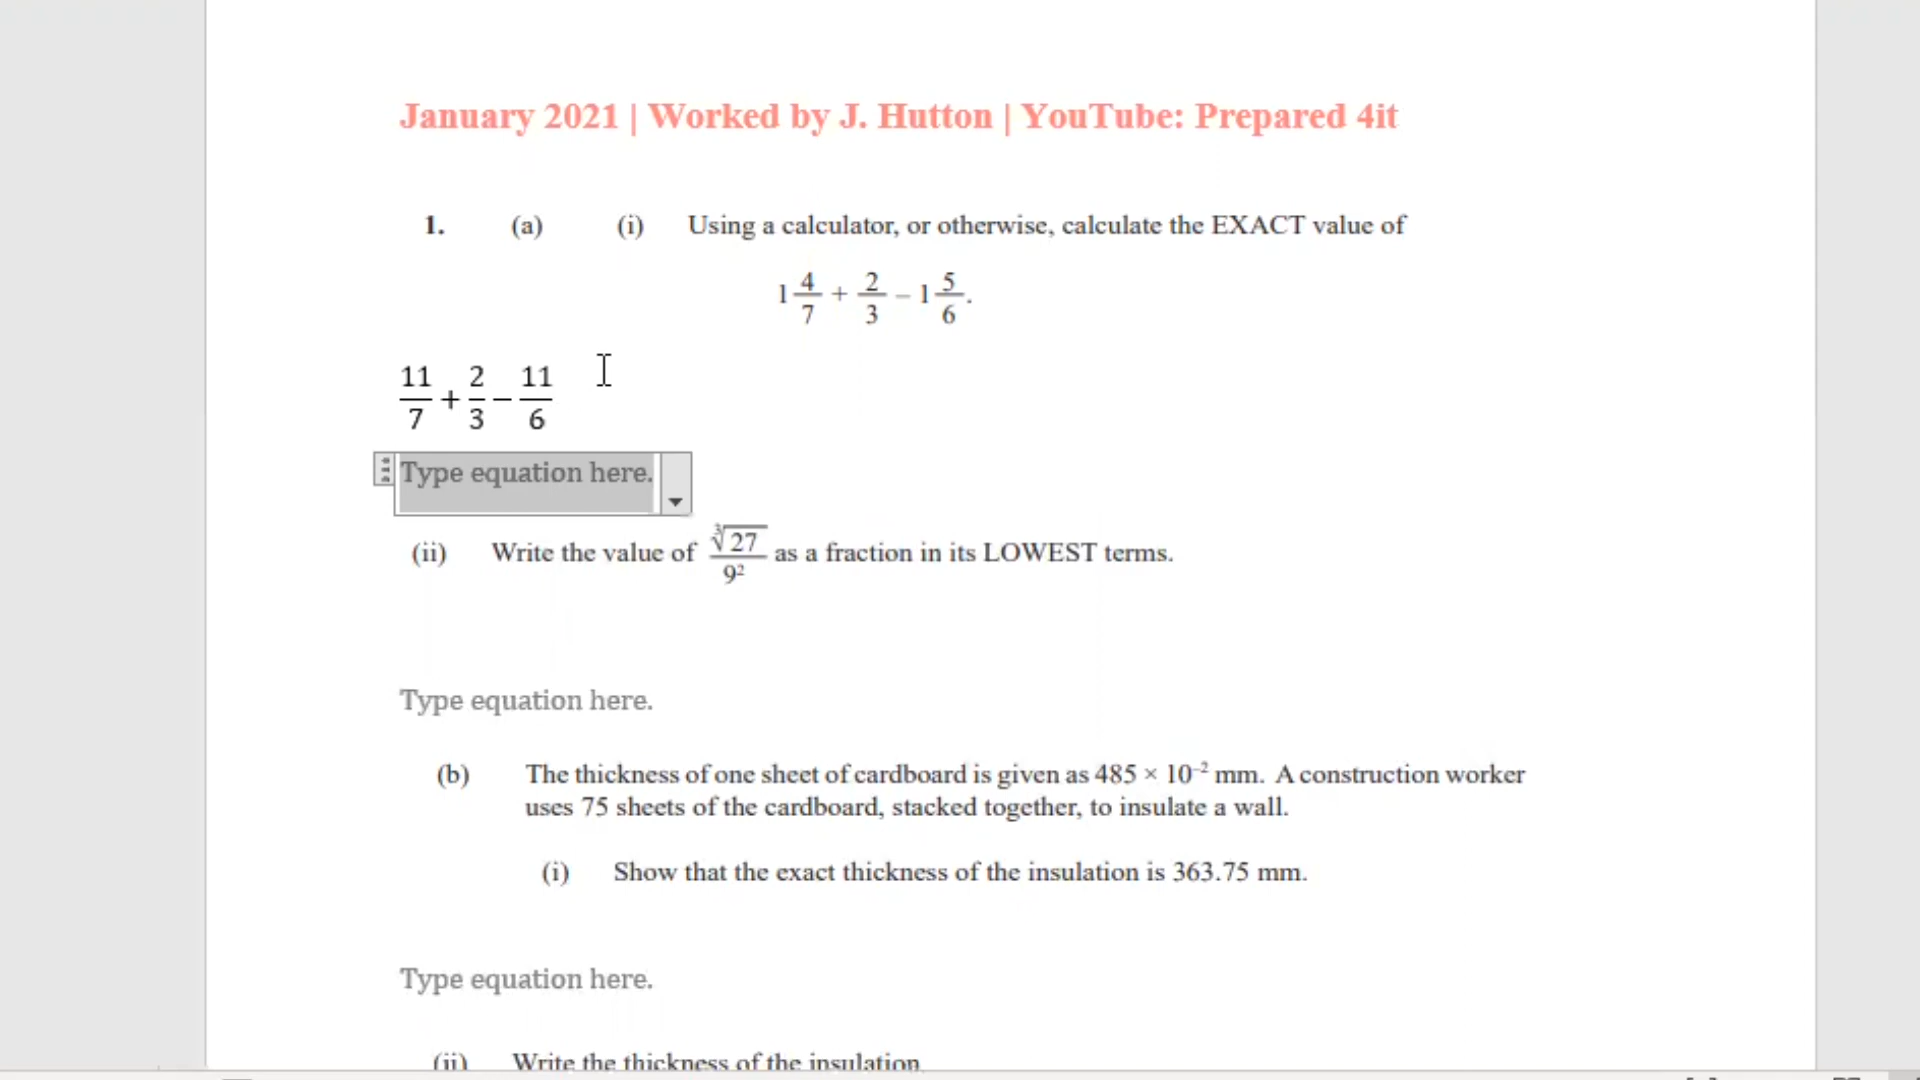 January 2021 | Worked by J. Hutton | YouTube: Prepared 4it
1. (a) (i) Using a calculator, or otherwise, calculate the EXACT value of
1 4/7 + 2/3 – 1 5/6.
11/7 + 2/3 − 11/6
Type equation here.
(ii) Write the value of ∛27/9² as a fraction in its LOWEST terms.
Type equation here.
(b) The thickness of one sheet of cardboard is given as 485 × 10⁻² mm. A construction worker
uses 75 sheets of the cardboard, stacked together, to insulate a wall.
(i) Show that the exact thickness of the insulation is 363.75 mm.
Type equation here.
(ii) Write the thickness of the insulation